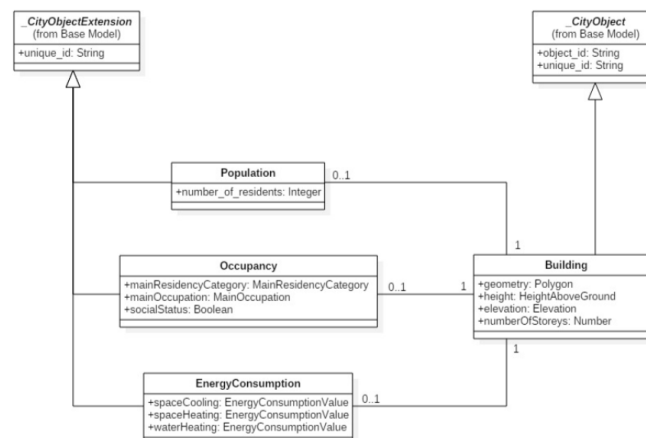 _CityObjectExtension
(from Base Model)
+unique_id: String
_CityObject
(from Base Model)
+object_id: String
+unique_id: String
Population
+number_of_residents: Integer
0..1
1
Occupancy
+mainResidencyCategory: MainResidencyCategory
+mainOccupation: MainOccupation
+socialStatus: Boolean
0..1
1
Building
+geometry: Polygon
+height: HeightAboveGround
+elevation: Elevation
+numberOfStoreys: Number
1
EnergyConsumption
+spaceCooling: EnergyConsumptionValue
+spaceHeating: EnergyConsumptionValue
+waterHeating: EnergyConsumptionValue
0..1